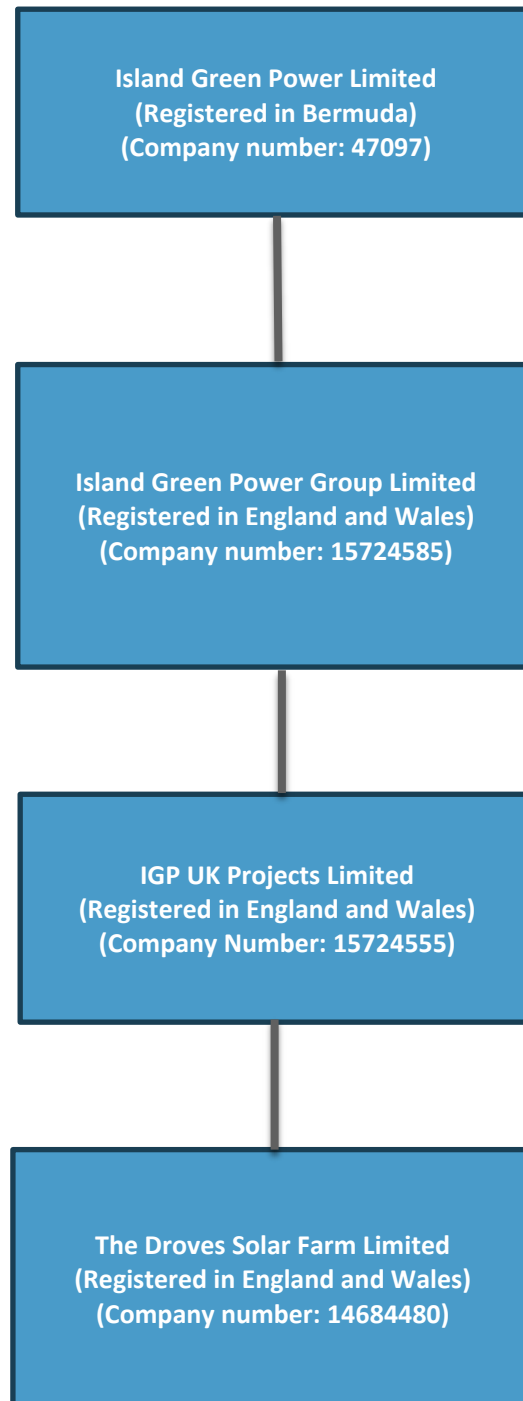 Island Green Power Limited
(Registered in Bermuda)
(Company number: 47097)
Island Green Power Group Limited
(Registered in England and Wales)
(Company number: 15724585)
IGP UK Projects Limited
(Registered in England and Wales)
(Company Number: 15724555)
The Droves Solar Farm Limited
(Registered in England and Wales)
(Company number: 14684480)